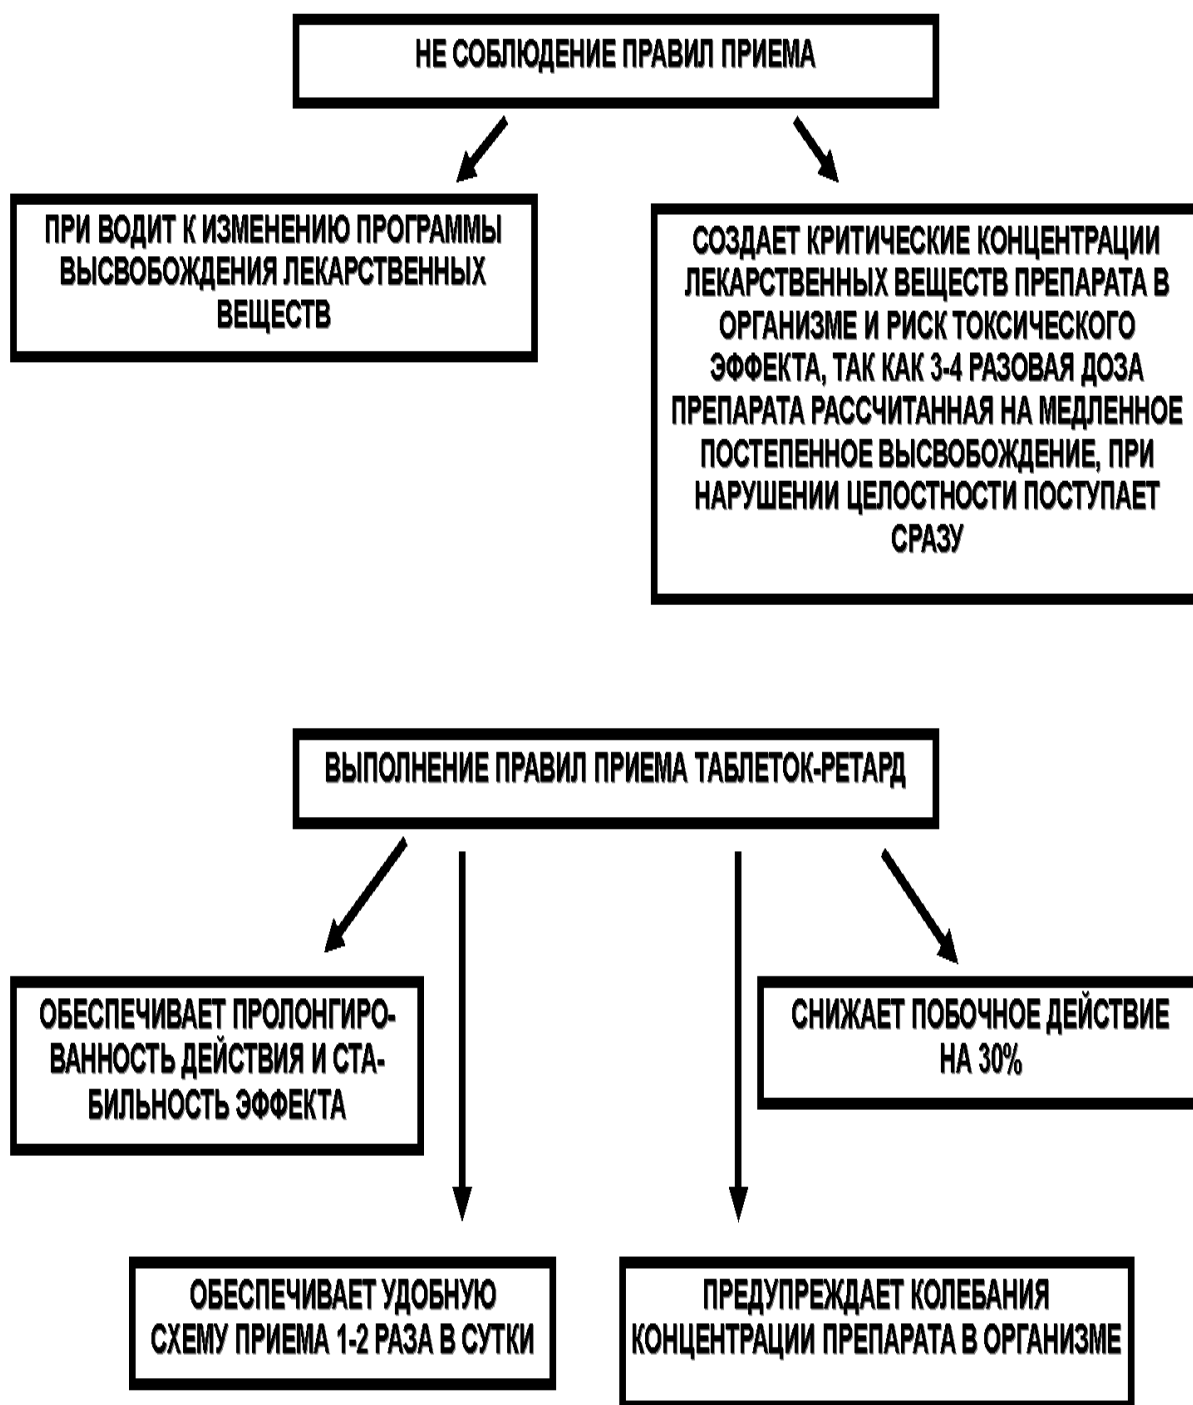 НЕ СОБЛЮДЕНИЕ ПРАВИЛ ПРИЕМА
ПРИ ВОДИТ К ИЗМЕНЕНИЮ ПРОГРАММЫ
ВЫСВОБОЖДЕНИЯ ЛЕКАРСТВЕННЫХ
ВЕЩЕСТВ
СОЗДАЕТ КРИТИЧЕСКИЕ КОНЦЕНТРАЦИИ
ЛЕКАРСТВЕННЫХ ВЕЩЕСТВ ПРЕПАРАТА В
ОРГАНИЗМЕ И РИСК ТОКСИЧЕСКОГО
ЭФФЕКТА, ТАК КАК 3-4 РАЗОВАЯ ДОЗА
ПРЕПАРАТА РАССЧИТАННАЯ НА МЕДЛЕННОЕ
ПОСТЕПЕННОЕ ВЫСВОБОЖДЕНИЕ, ПРИ
НАРУШЕНИИ ЦЕЛОСТНОСТИ ПОСТУПАЕТ
СРАЗУ
ВЫПОЛНЕНИЕ ПРАВИЛ ПРИЕМА ТАБЛЕТОК-РЕТАРД
ОБЕСПЕЧИВАЕТ ПРОЛОНГИРО-
ВАННОСТЬ ДЕЙСТВИЯ И СТА-
БИЛЬНОСТЬ ЭФФЕКТА
СНИЖАЕТ ПОБОЧНОЕ ДЕЙСТВИЕ
НА 30%
ОБЕСПЕЧИВАЕТ УДОБНУЮ
СХЕМУ ПРИЕМА 1-2 РАЗА В СУТКИ
ПРЕДУПРЕЖДАЕТ КОЛЕБАНИЯ
КОНЦЕНТРАЦИИ ПРЕПАРАТА В ОРГАНИЗМЕ